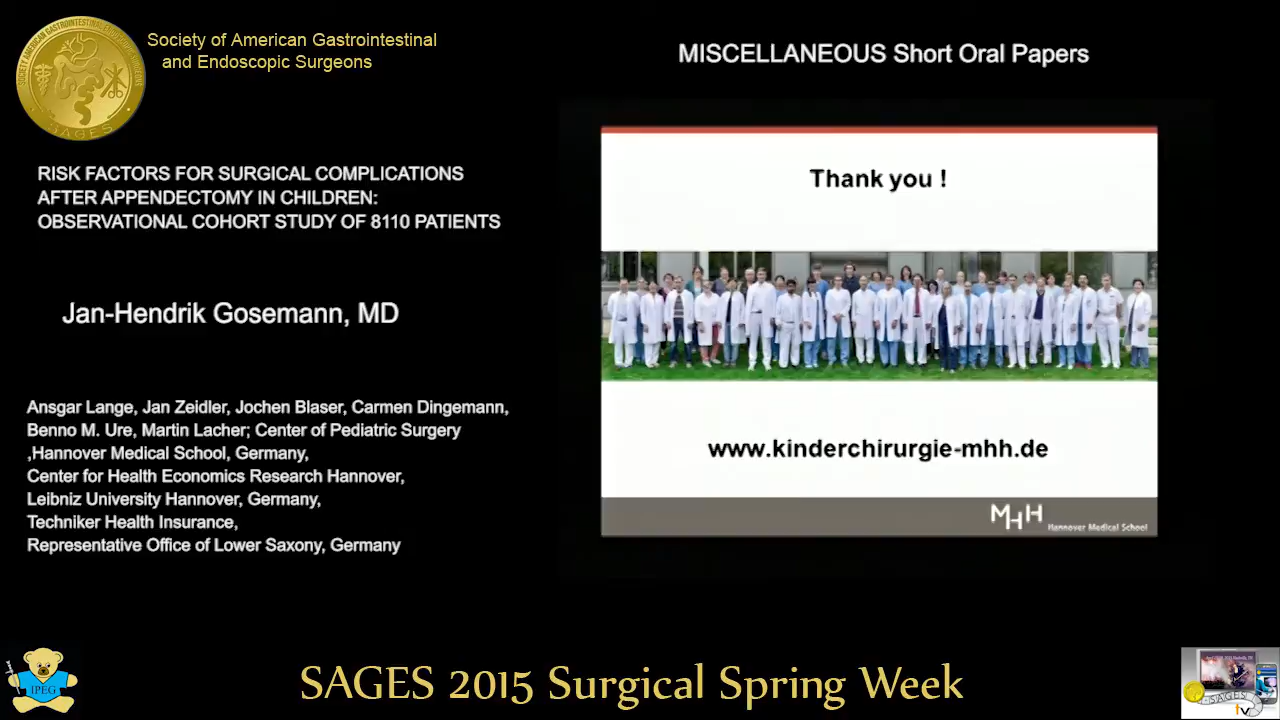 Society of American Gastrointestinal
and Endoscopic Surgeons
MISCELLANEOUS Short Oral Papers
RISK FACTORS FOR SURGICAL COMPLICATIONS
AFTER APPENDECTOMY IN CHILDREN:
OBSERVATIONAL COHORT STUDY OF 8110 PATIENTS
Jan-Hendrik Gosemann, MD
Ansgar Lange, Jan Zeidler, Jochen Blaser, Carmen Dingemann,
Benno M. Ure, Martin Lacher; Center of Pediatric Surgery
,Hannover Medical School, Germany,
Center for Health Economics Research Hannover,
Leibniz University Hannover, Germany,
Techniker Health Insurance,
Representative Office of Lower Saxony, Germany
Thank you !
www.kinderchirurgie-mhh.de
MHH
Hannover Medical School
SAGES
IPEG
SAGES 2015 Surgical Spring Week
SAGES
tv